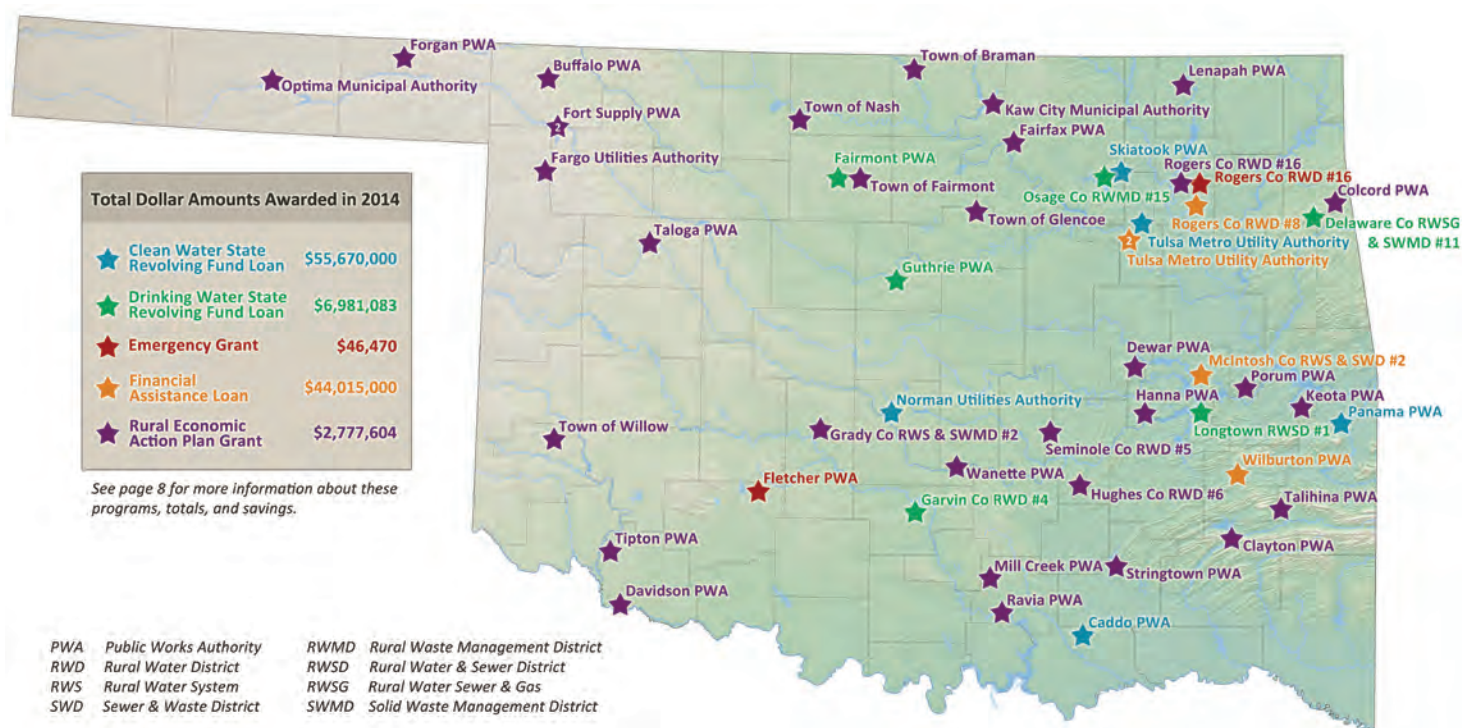 Forgan PWA
Optima Municipal Authority
Buffalo PWA
Fort Supply PWA
2
Fargo Utilities Authority
Town of Nash
Town of Braman
Kaw City Municipal Authority
Fairfax PWA
Lenapah PWA
Skiatook PWA
Rogers Co RWD #16
Rogers Co RWD #16
Fairmont PWA
Town of Fairmont
Osage Co RWMD #15
Colcord PWA
Town of Glencoe
Rogers Co RWD #8
Delaware Co RWSG
& SWMD #11
Tulsa Metro Utility Authority
2
Tulsa Metro Utility Authority
Taloga PWA
Guthrie PWA
Total Dollar Amounts Awarded in 2014
Clean Water State
Revolving Fund Loan $55,670,000
Drinking Water State
Revolving Fund Loan $6,981,083
Emergency Grant $46,470
Financial
Assistance Loan $44,015,000
Rural Economic
Action Plan Grant $2,777,604
See page 8 for more information about these
programs, totals, and savings.
Dewar PWA
McIntosh Co RWS & SWD #2
Porum PWA
Hanna PWA
Keota PWA
Norman Utilities Authority
Panama PWA
Longtown RWSD #1
Town of Willow
Grady Co RWS & SWMD #2
Seminole Co RWD #5
Wilburton PWA
Wanette PWA
Fletcher PWA
Hughes Co RWD #6
Talihina PWA
Garvin Co RWD #4
Tipton PWA
Clayton PWA
Mill Creek PWA
Stringtown PWA
Davidson PWA
Ravia PWA
Caddo PWA
PWA Public Works Authority
RWD Rural Water District
RWS Rural Water System
SWD Sewer & Waste District
RWMD Rural Waste Management District
RWSD Rural Water & Sewer District
RWSG Rural Water Sewer & Gas
SWMD Solid Waste Management District